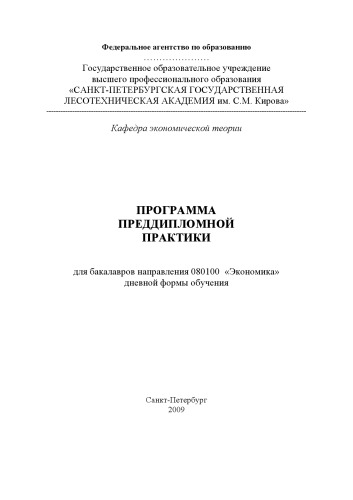 Федеральное агентство по образованию
…………………
Государственное образовательное учреждение
высшего профессионального образования
«САНКТ-ПЕТЕРБУРГСКАЯ ГОСУДАРСТВЕННАЯ
ЛЕСОТЕХНИЧЕСКАЯ АКАДЕМИЯ им. С.М. Кирова»
Кафедра экономической теории
ПРОГРАММА
ПРЕДДИПЛОМНОЙ
ПРАКТИКИ
для бакалавров направления 080100 «Экономика»
дневной формы обучения
Санкт-Петербург
2009